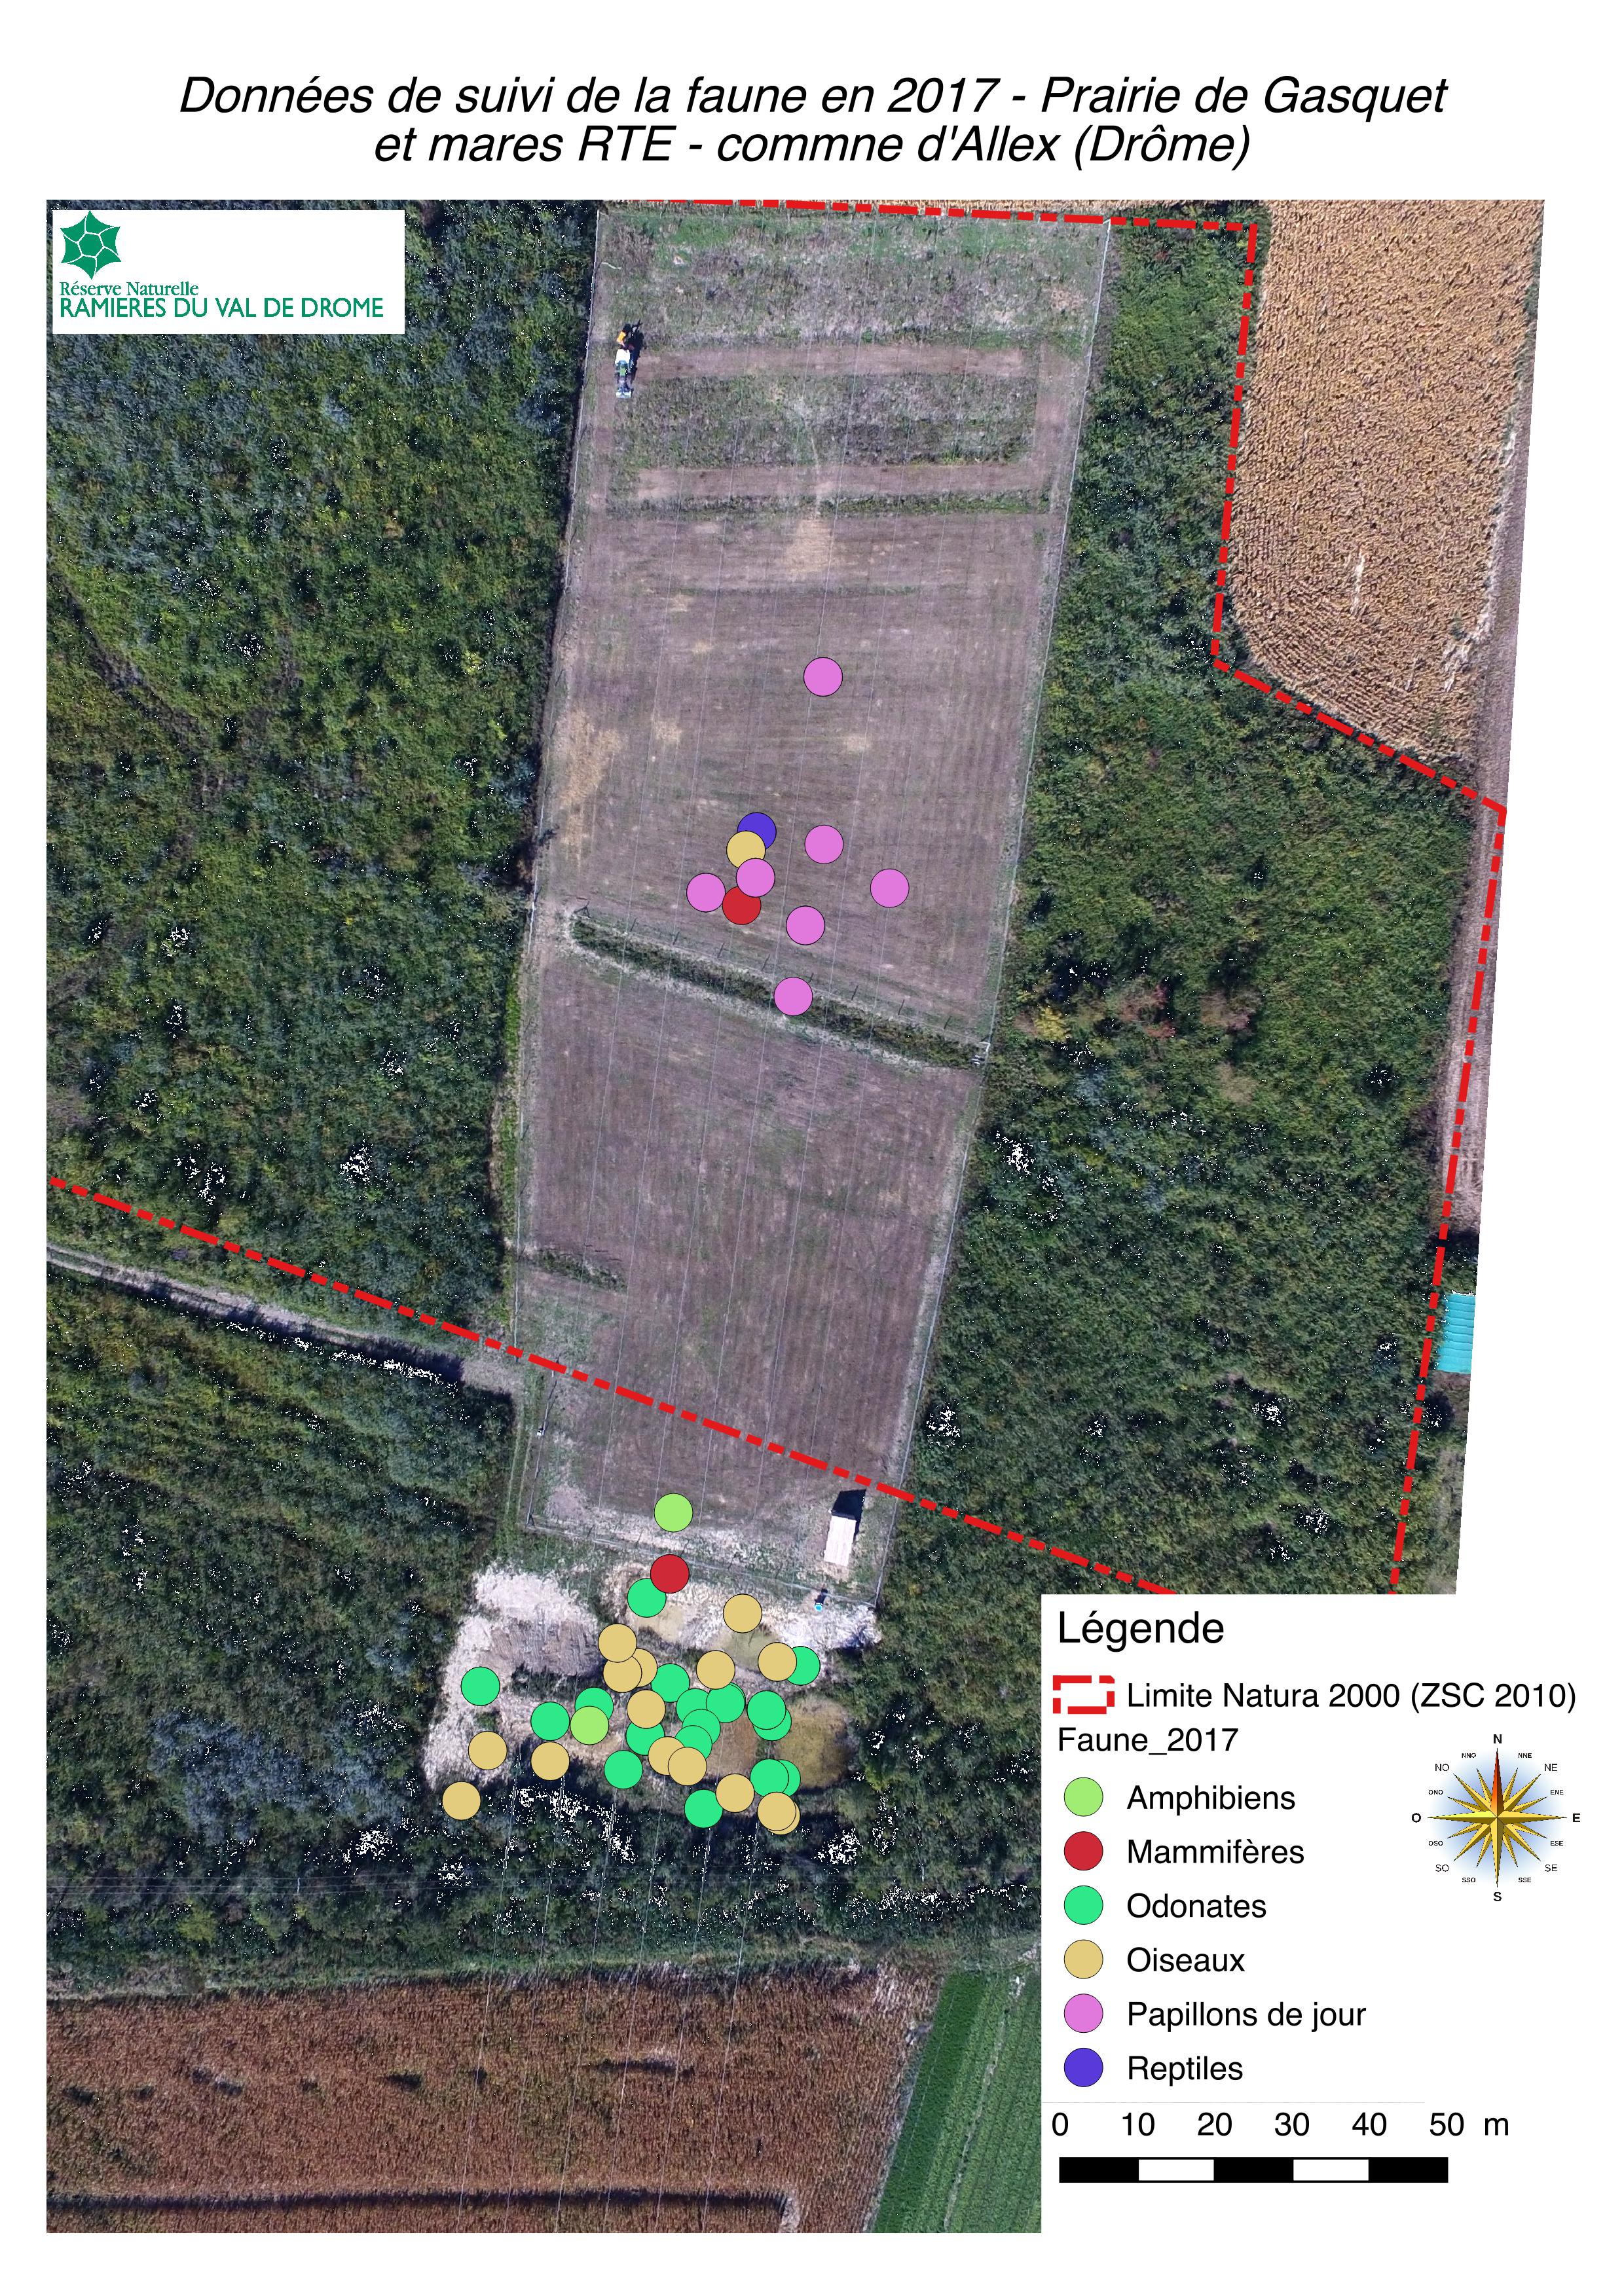 Données de suivi de la faune en 2017 - Prairie de Gasquet
et mares RTE - commne d'Allex (Drôme)
Réserve Naturelle
RAMIERES DU VAL DE DROME
Légende
Limite Natura 2000 (ZSC 2010)
Faune_2017
Amphibiens
Mammifères
Odonates
Oiseaux
Papillons de jour
Reptiles
N
NNO NNE
NO NE
ONO ENE
O E
OSO ESE
SO SE
SSO SSE
S
0 10 20 30 40 50 m